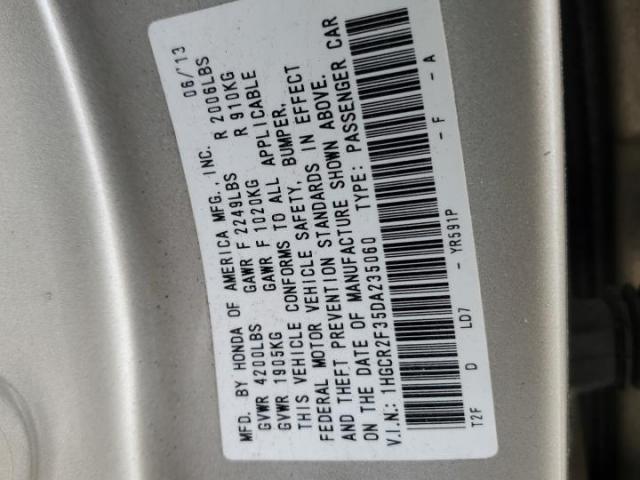 MFD. BY HONDA OF AMERICA MFG., INC. 06/'13
GVWR 4200LBS GAWR F 2249LBS R 2006LBS
GVWR 1905KG GAWR F 1020KG R 910KG
THIS VEHICLE CONFORMS TO ALL APPLICABLE
FEDERAL MOTOR VEHICLE SAFETY, BUMPER,
AND THEFT PREVENTION STANDARDS IN EFFECT
ON THE DATE OF MANUFACTURE SHOWN ABOVE.
V.I.N.: 1HGCR2F35DA235060 TYPE: PASSENGER CAR
T2F D LD7 - YR591P - F - A